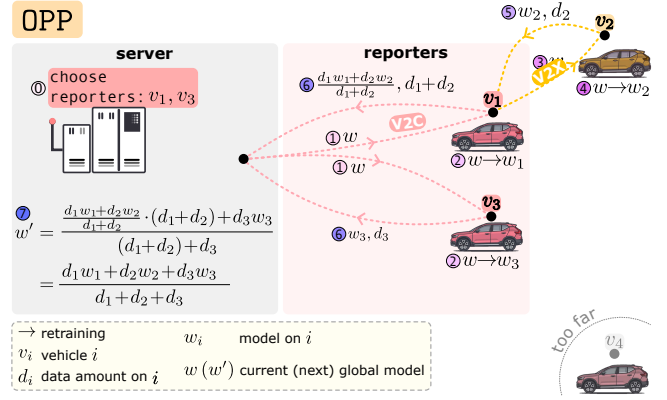 OPP
server
reporters
⓪ choose
reporters: v₁, v₃
⑥ (d₁w₁+d₂w₂)/(d₁+d₂), d₁+d₂
⑤ w₂, d₂
v₂
③ w
V2X
④ w→w₂
v₁
V2C
① w
② w→w₁
① w
v₃
⑥ w₃, d₃
② w→w₃
⑦
w′ = ((d₁w₁+d₂w₂)/(d₁+d₂)·(d₁+d₂)+d₃w₃)/((d₁+d₂)+d₃)
= (d₁w₁+d₂w₂+d₃w₃)/(d₁+d₂+d₃)
→ retraining
vᵢ vehicle i
dᵢ data amount on i
wᵢ model on i
w (w′) current (next) global model
too far
v₄